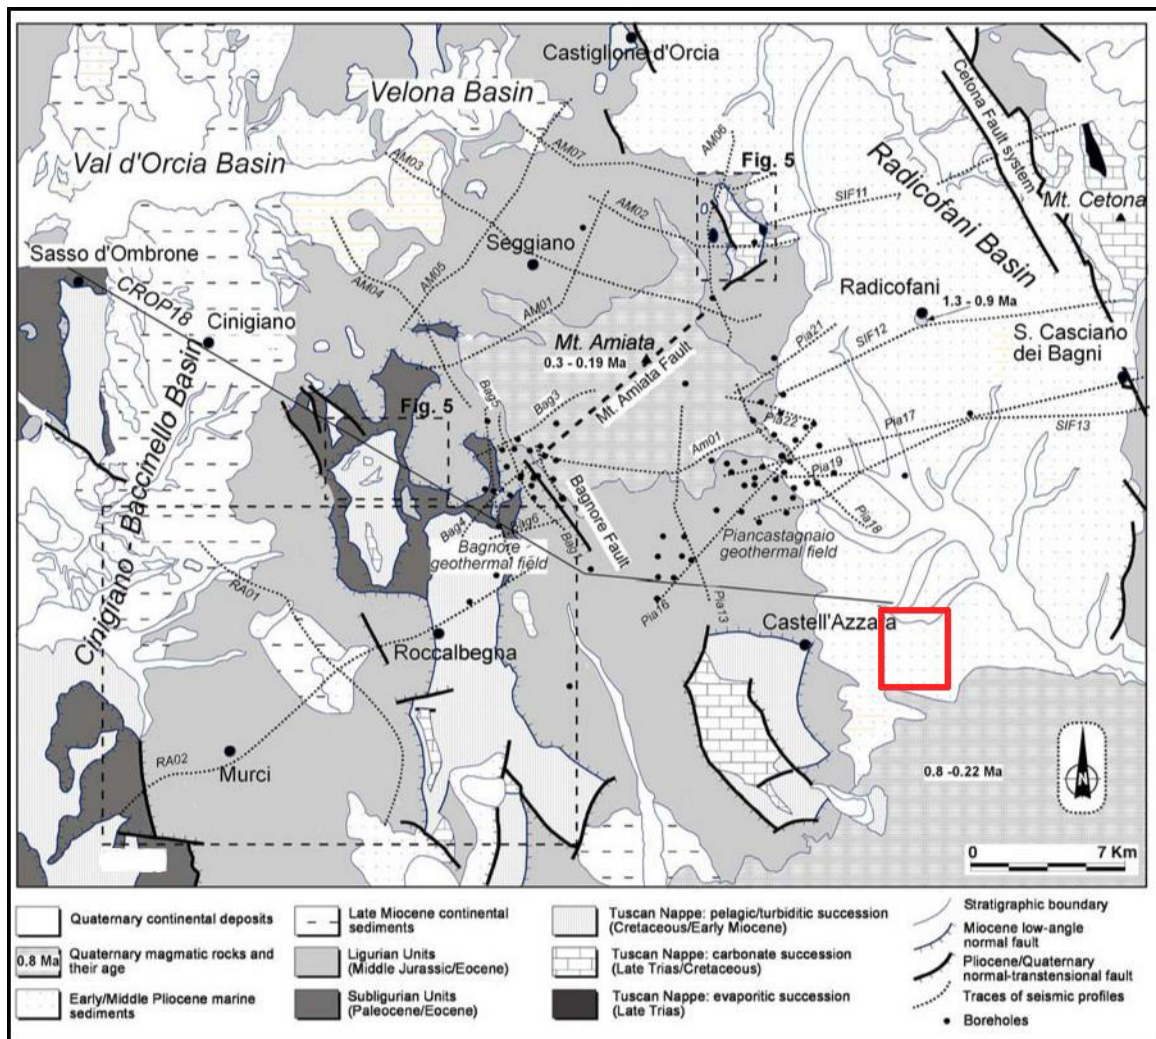 Castiglione d'Orcia
Velona Basin
Val d'Orcia Basin
AM03
AM07
AM06
Fig. 5
Cetona Fault system
Radicofani Basin
Mt. Cetona
SIF11
AM02
Seggiano
Sasso d'Ombrone
CROP18
AM04
AM05
AM01
Cinigiano
Radicofani
1.3 - 0.9 Ma
S. Casciano
dei Bagni
Mt. Amiata
0.3 - 0.19 Ma
Mt. Amiata Fault
Pia21
SIF12
Fig. 5
Bag5
Bag3
Pia22
Pia17
SIF13
Am01
Pia19
Pia18
Cinigiano - Baccinello Basin
Bagnore Fault
Bag4
Bag6
Bag
Bagnore
geothermal field
Piancastagnaio
geothermal field
RA01
Pia16
Pia13
Castell'Azzara
Roccalbegna
RA02
Murci
0.8 -0.22 Ma
N
0 7 Km
Quaternary continental deposits
0.8 Ma
Quaternary magmatic rocks and
their age
Early/Middle Pliocene marine
sediments
Late Miocene continental
sediments
Ligurian Units
(Middle Jurassic/Eocene)
Subligurian Units
(Paleocene/Eocene)
Tuscan Nappe: pelagic/turbiditic succession
(Cretaceous/Early Miocene)
Tuscan Nappe: carbonate succession
(Late Trias/Cretaceous)
Tuscan Nappe: evaporitic succession
(Late Trias)
Stratigraphic boundary
Miocene low-angle
normal fault
Pliocene/Quaternary
normal-transtensional fault
Traces of seismic profiles
Boreholes